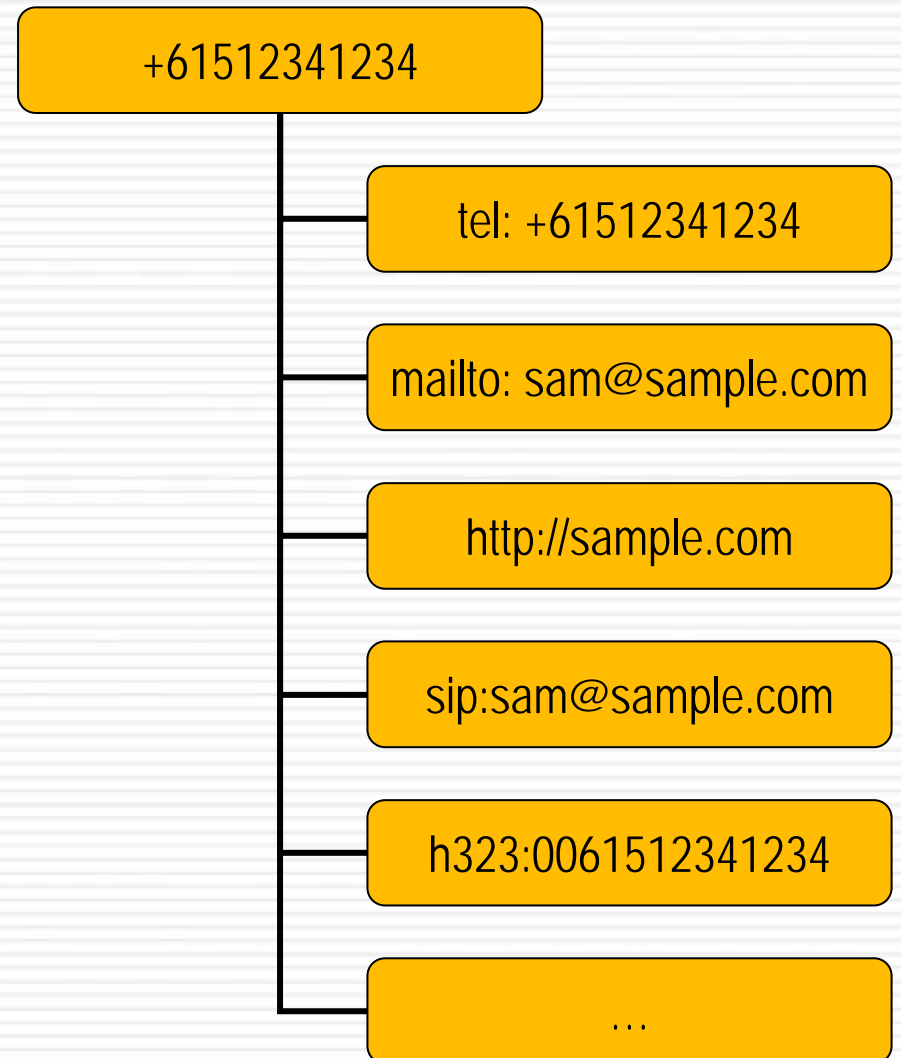 +61512341234
tel: +61512341234
mailto: sam@sample.com
http://sample.com
sip:sam@sample.com
h323:0061512341234
…